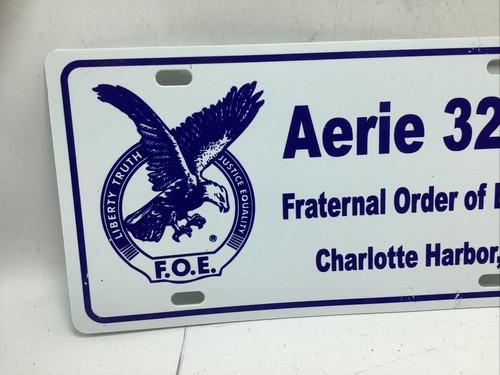 LIBERTY TRUTH
JUSTICE EQUALITY
®
F.O.E.
Aerie 32
Fraternal Order of
Charlotte Harbor,